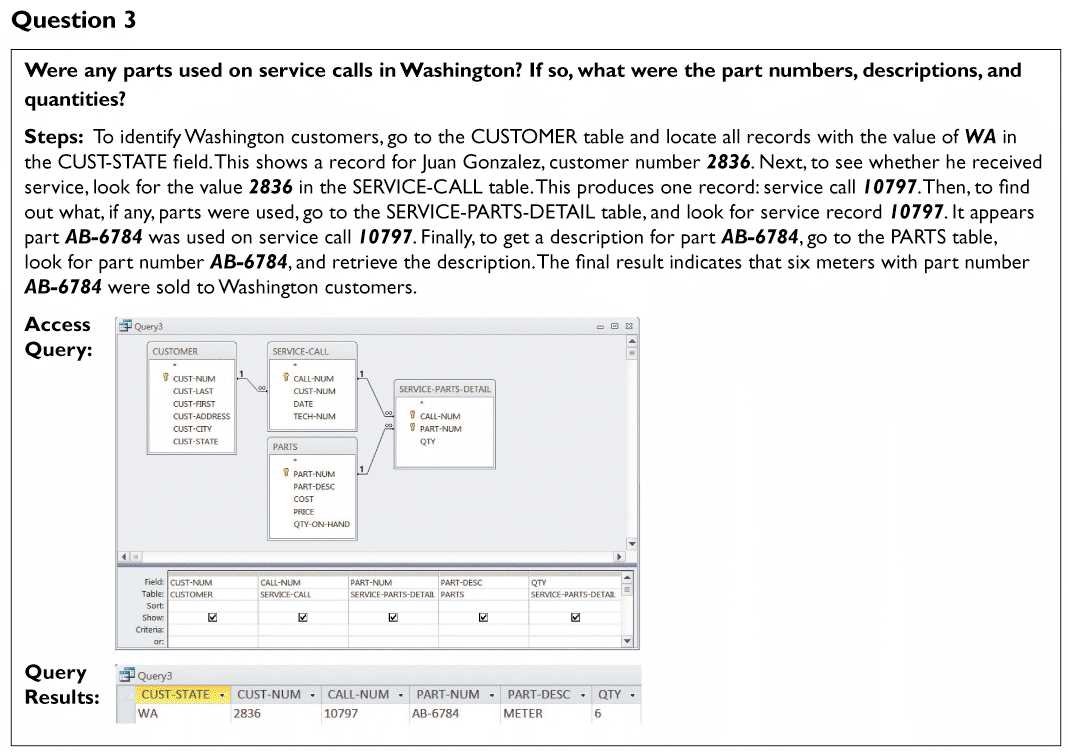 Question 3
Were any parts used on service calls in Washington? If so, what were the part numbers, descriptions, and
quantities?
Steps: To identify Washington customers, go to the CUSTOMER table and locate all records with the value of WA in
the CUST-STATE field. This shows a record for Juan Gonzalez, customer number 2836. Next, to see whether he received
service, look for the value 2836 in the SERVICE-CALL table. This produces one record: service call 10797. Then, to find
out what, if any, parts were used, go to the SERVICE-PARTS-DETAIL table, and look for service record 10797. It appears
part AB-6784 was used on service call 10797. Finally, to get a description for part AB-6784, go to the PARTS table,
look for part number AB-6784, and retrieve the description. The final result indicates that six meters with part number
AB-6784 were sold to Washington customers.
Access
Query:
Query3
CUSTOMER
*
CUST-NUM
CUST-LAST
CUST-FIRST
CUST-ADDRESS
CUST-CITY
CUST-STATE
1
∞
SERVICE-CALL
*
CALL-NUM
CUST-NUM
DATE
TECH-NUM
1
∞
SERVICE-PARTS-DETAIL
*
CALL-NUM
PART-NUM
QTY
∞
1
PARTS
*
PART-NUM
PART-DESC
COST
PRICE
QTY-ON-HAND
Field: CUST-NUM CALL-NUM PART-NUM PART-DESC QTY
Table: CUSTOMER SERVICE-CALL SERVICE-PARTS-DETAIL PARTS SERVICE-PARTS-DETAIL
Sort:
Show:
Criteria:
or:
Query
Results:
Query3
CUST-STATE CUST-NUM CALL-NUM PART-NUM PART-DESC QTY
WA 2836 10797 AB-6784 METER 6